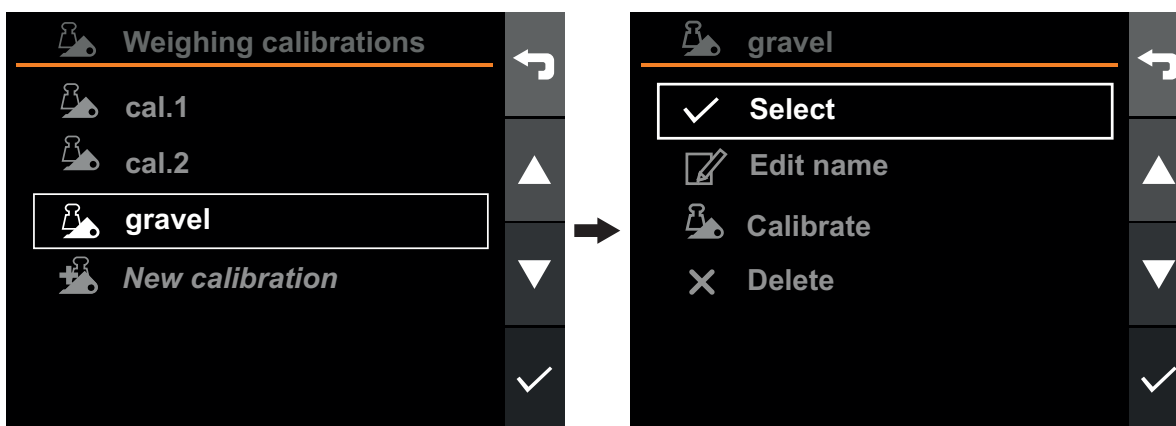 Weighing calibrations
cal.1
cal.2
gravel
New calibration
gravel
Select
Edit name
Calibrate
Delete